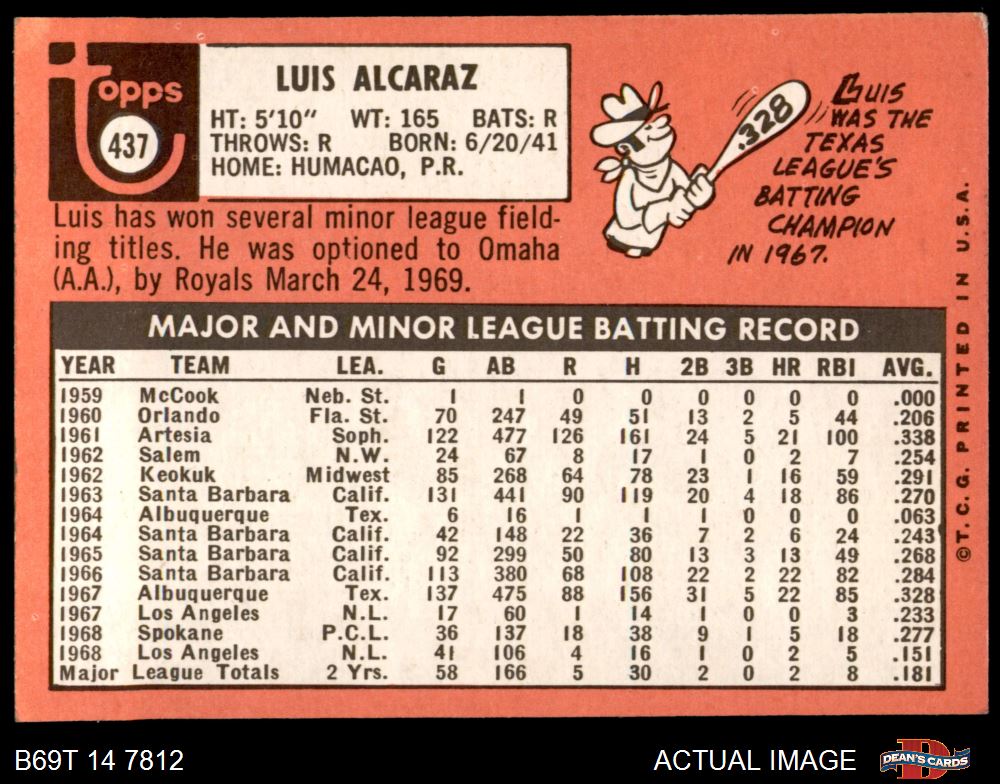 topps
437
LUIS ALCARAZ
HT: 5'10" WT: 165 BATS: R
THROWS: R BORN: 6/20/41
HOME: HUMACAO, P.R.
Luis has won several minor league field-
ing titles. He was optioned to Omaha
(A.A.), by Royals March 24, 1969.
.328
LUIS
WAS THE
TEXAS
LEAGUE'S
BATTING
CHAMPION
IN 1967.
MAJOR AND MINOR LEAGUE BATTING RECORD
YEAR TEAM LEA. G AB R H 2B 3B HR RBI AVG.
1959 McCook Neb. St. 1 1 0 0 0 0 0 0 .000
1960 Orlando Fla. St. 70 247 49 51 13 2 5 44 .206
1961 Artesia Soph. 122 477 126 161 24 5 21 100 .338
1962 Salem N.W. 24 67 8 17 1 0 2 7 .254
1962 Keokuk Midwest 85 268 64 78 23 1 16 59 .291
1963 Santa Barbara Calif. 131 441 90 119 20 4 18 86 .270
1964 Albuquerque Tex. 6 16 1 1 1 0 0 0 .063
1964 Santa Barbara Calif. 42 148 22 36 7 2 6 24 .243
1965 Santa Barbara Calif. 92 299 50 80 13 3 13 49 .268
1966 Santa Barbara Calif. 113 380 68 108 22 2 22 82 .284
1967 Albuquerque Tex. 137 475 88 156 31 5 22 85 .328
1967 Los Angeles N.L. 17 60 1 14 1 0 0 3 .233
1968 Spokane P.C.L. 36 137 18 38 9 1 5 18 .277
1968 Los Angeles N.L. 41 106 4 16 1 0 2 5 .151
Major League Totals 2 Yrs. 58 166 5 30 2 0 2 8 .181
©T.C.G. PRINTED IN U.S.A.
B69T 14 7812 ACTUAL IMAGE
DEAN'S CARDS